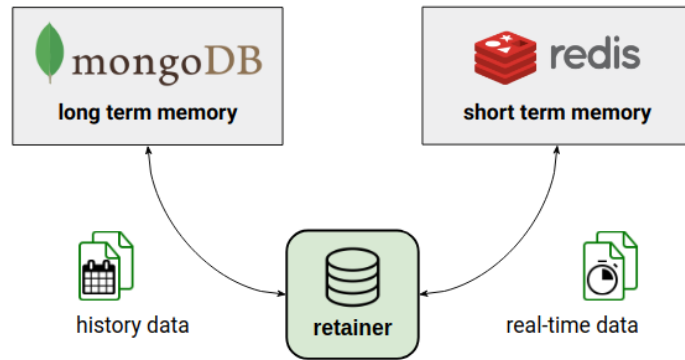 mongoDB
long term memory
redis
short term memory
history data
retainer
real-time data